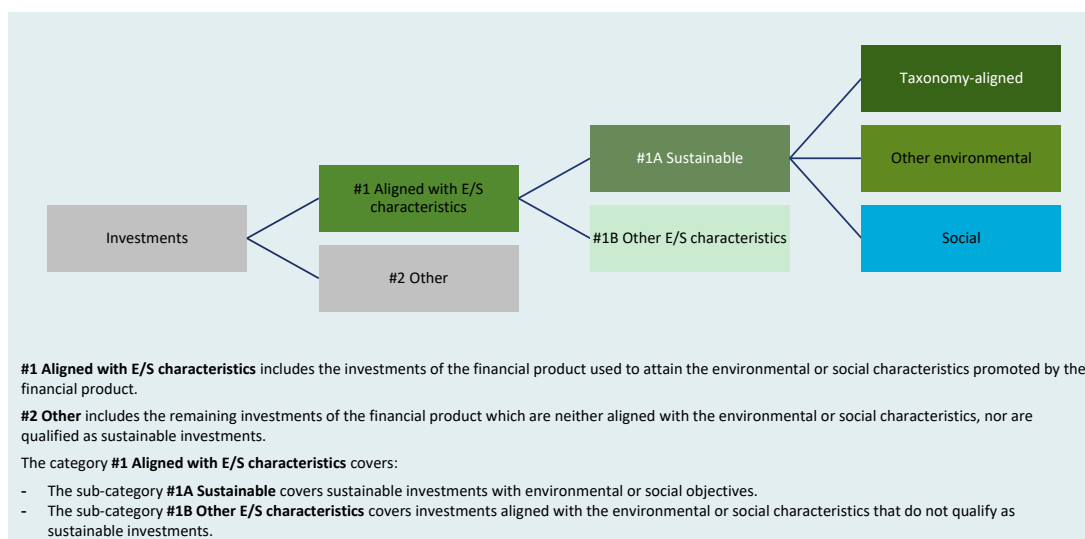 Taxonomy-aligned
#1A Sustainable
Other environmental
#1 Aligned with E/S
characteristics
Investments
#1B Other E/S characteristics
Social
#2 Other
#1 Aligned with E/S characteristics includes the investments of the financial product used to attain the environmental or social characteristics promoted by the
financial product.
#2 Other includes the remaining investments of the financial product which are neither aligned with the environmental or social characteristics, nor are
qualified as sustainable investments.
The category #1 Aligned with E/S characteristics covers:
- The sub-category #1A Sustainable covers sustainable investments with environmental or social objectives.
- The sub-category #1B Other E/S characteristics covers investments aligned with the environmental or social characteristics that do not qualify as
sustainable investments.